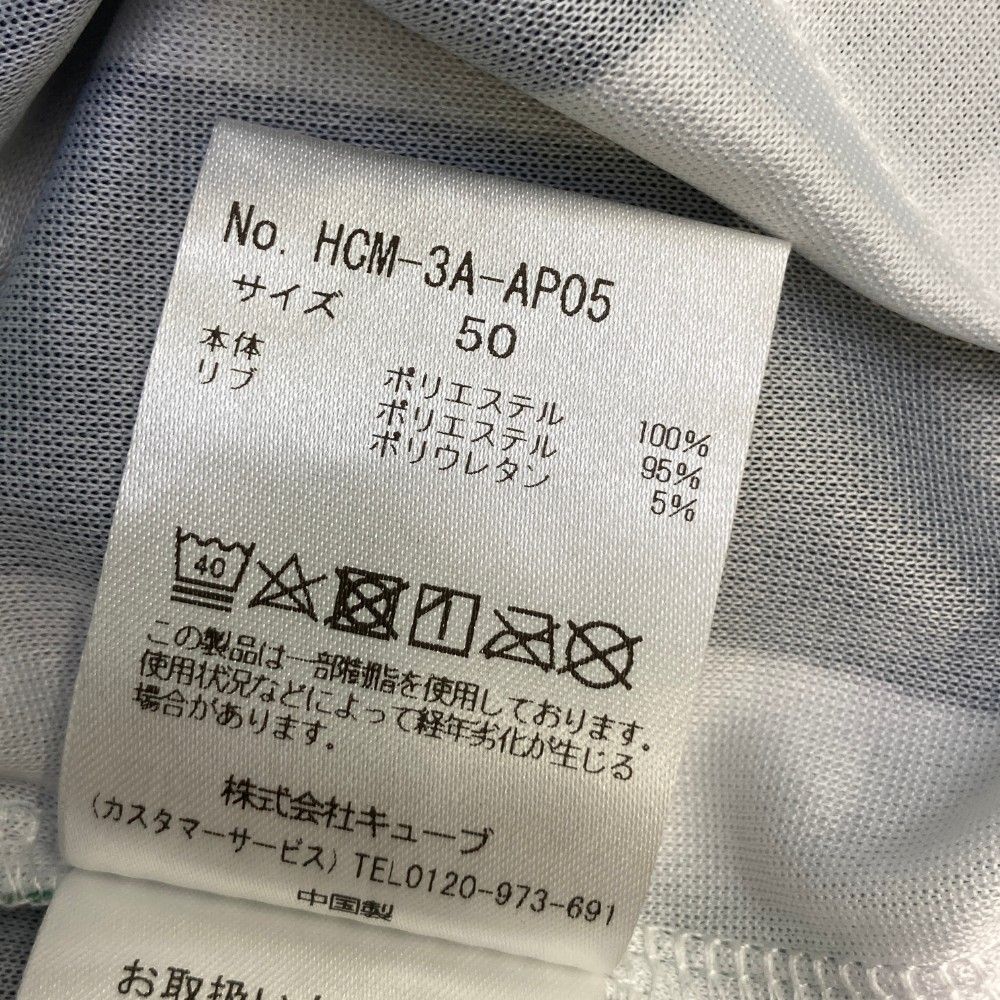 No. HCM-3A-AP05
サイズ 50
本体 ポリエステル 100%
リブ ポリエステル 95%
ポリウレタン 5%
40
この製品は一部樹脂を使用しております。
使用状況などによって経年劣化が生じる
場合があります。
株式会社キューブ
(カスタマーサービス) TEL0120-973-691
中国製
お取扱い